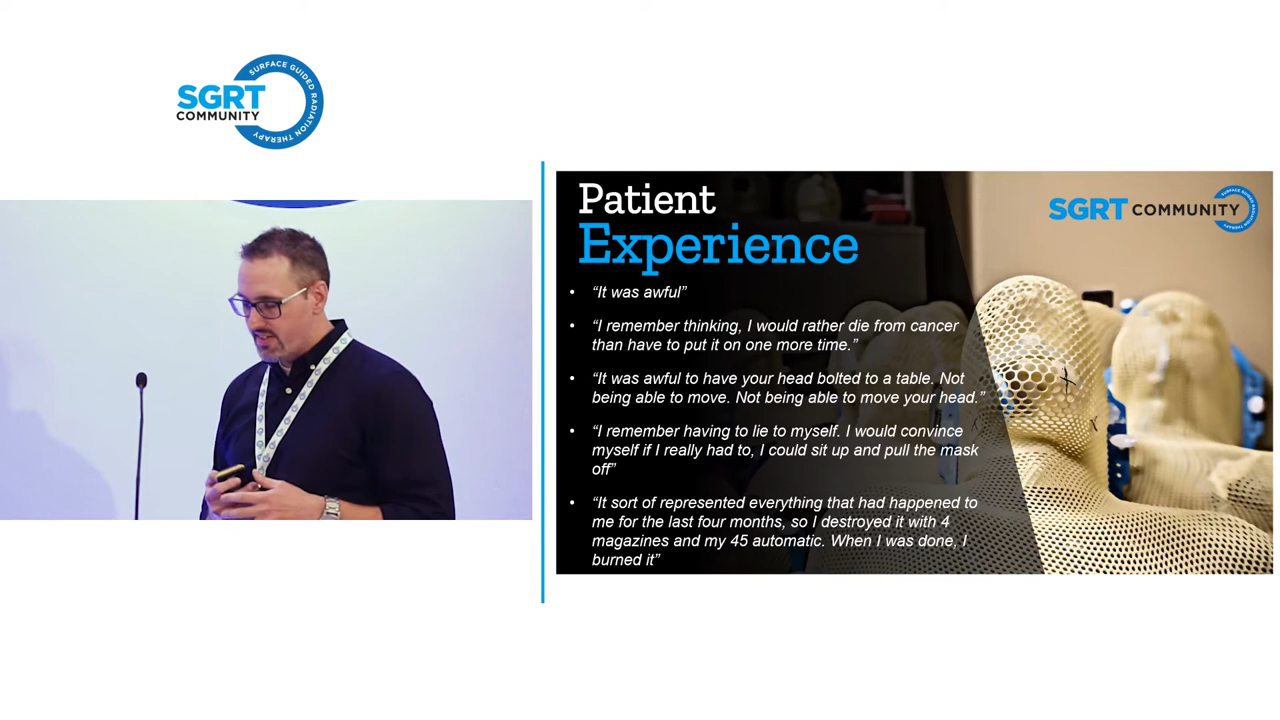 SURFACE GUIDED RADIATION THERAPY
SGRT
COMMUNITY
Patient
Experience
SGRT COMMUNITY
SURFACE GUIDED RADIATION THERAPY
• “It was awful”
• “I remember thinking, I would rather die from cancer
than have to put it on one more time.”
• “It was awful to have your head bolted to a table. Not
being able to move. Not being able to move your head.”
• “I remember having to lie to myself. I would convince
myself if I really had to, I could sit up and pull the mask
off”
• “It sort of represented everything that had happened to
me for the last four months, so I destroyed it with 4
magazines and my 45 automatic. When I was done, I
burned it”